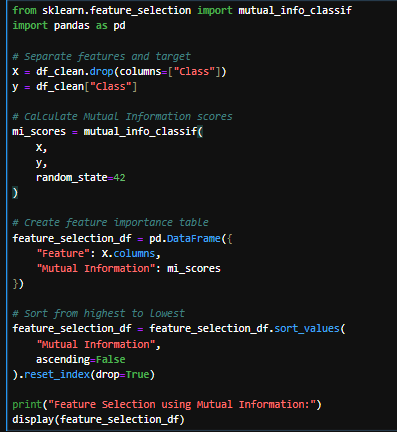 from sklearn.feature_selection import mutual_info_classif
import pandas as pd

# Separate features and target
X = df_clean.drop(columns=["Class"])
y = df_clean["Class"]

# Calculate Mutual Information scores
mi_scores = mutual_info_classif(
    X,
    y,
    random_state=42
)

# Create feature importance table
feature_selection_df = pd.DataFrame({
    "Feature": X.columns,
    "Mutual Information": mi_scores
})

# Sort from highest to lowest
feature_selection_df = feature_selection_df.sort_values(
    "Mutual Information",
    ascending=False
).reset_index(drop=True)

print("Feature Selection using Mutual Information:")
display(feature_selection_df)